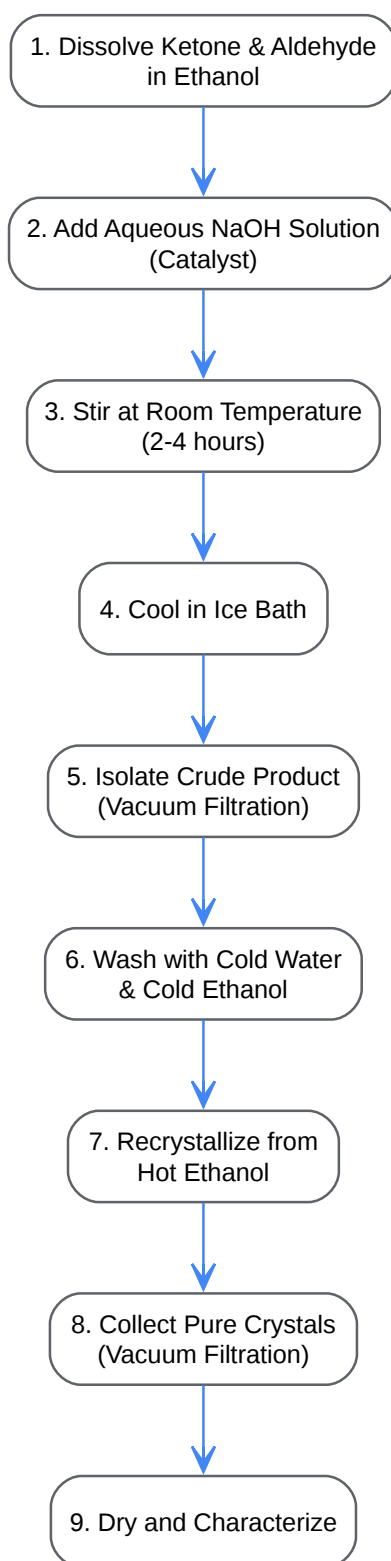 1. Dissolve Ketone & Aldehyde
in Ethanol
2. Add Aqueous NaOH Solution
(Catalyst)
3. Stir at Room Temperature
(2-4 hours)
4. Cool in Ice Bath
5. Isolate Crude Product
(Vacuum Filtration)
6. Wash with Cold Water
& Cold Ethanol
7. Recrystallize from
Hot Ethanol
8. Collect Pure Crystals
(Vacuum Filtration)
9. Dry and Characterize